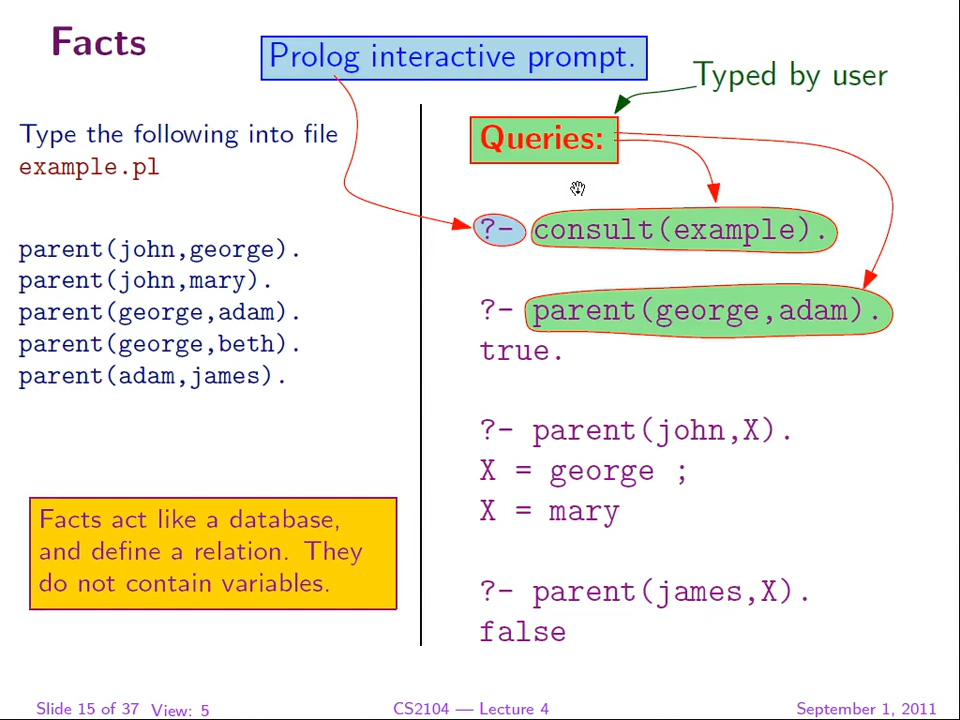 Facts
Prolog interactive prompt.
Typed by user
Type the following into file
example.pl
parent(john,george).
parent(john,mary).
parent(george,adam).
parent(george,beth).
parent(adam,james).
Facts act like a database,
and define a relation. They
do not contain variables.
Queries:
?- consult(example).
?- parent(george,adam).
true.
?- parent(john,X).
X = george ;
X = mary
?- parent(james,X).
false
Slide 15 of 37 View: 5
CS2104 — Lecture 4
September 1, 2011